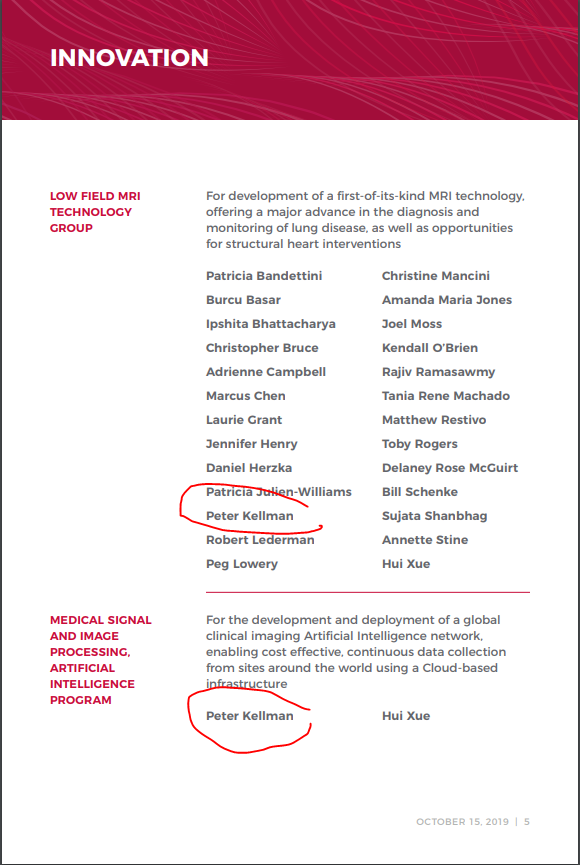 INNOVATION
LOW FIELD MRI
TECHNOLOGY
GROUP
For development of a first-of-its-kind MRI technology,
offering a major advance in the diagnosis and
monitoring of lung disease, as well as opportunities
for structural heart interventions
Patricia Bandettini
Burcu Basar
Ipshita Bhattacharya
Christopher Bruce
Adrienne Campbell
Marcus Chen
Laurie Grant
Jennifer Henry
Daniel Herzka
Patricia Julien-Williams
Peter Kellman
Robert Lederman
Peg Lowery
Christine Mancini
Amanda Maria Jones
Joel Moss
Kendall O’Brien
Rajiv Ramasawmy
Tania Rene Machado
Matthew Restivo
Toby Rogers
Delaney Rose McGuirt
Bill Schenke
Sujata Shanbhag
Annette Stine
Hui Xue
MEDICAL SIGNAL
AND IMAGE
PROCESSING,
ARTIFICIAL
INTELLIGENCE
PROGRAM
For the development and deployment of a global
clinical imaging Artificial Intelligence network,
enabling cost effective, continuous data collection
from sites around the world using a Cloud-based
infrastructure
Peter Kellman
Hui Xue
OCTOBER 15, 2019 | 5